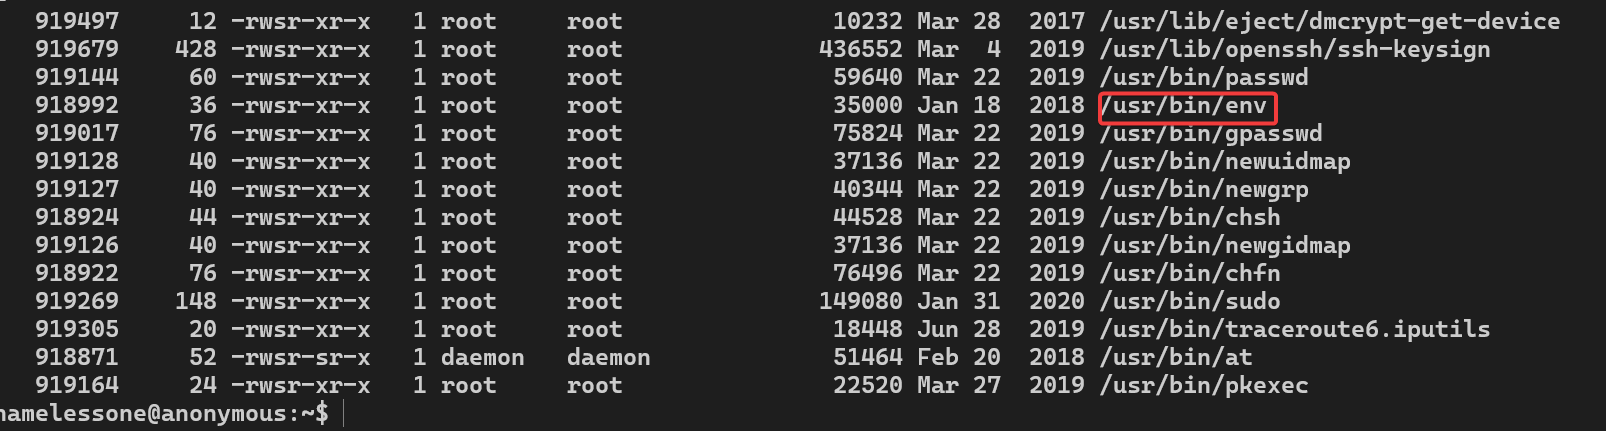 919497 12 -rwsr-xr-x 1 root root 10232 Mar 28 2017 /usr/lib/eject/dmcrypt-get-device
919679 428 -rwsr-xr-x 1 root root 436552 Mar 4 2019 /usr/lib/openssh/ssh-keysign
919144 60 -rwsr-xr-x 1 root root 59640 Mar 22 2019 /usr/bin/passwd
918992 36 -rwsr-xr-x 1 root root 35000 Jan 18 2018 /usr/bin/env
919017 76 -rwsr-xr-x 1 root root 75824 Mar 22 2019 /usr/bin/gpasswd
919128 40 -rwsr-xr-x 1 root root 37136 Mar 22 2019 /usr/bin/newuidmap
919127 40 -rwsr-xr-x 1 root root 40344 Mar 22 2019 /usr/bin/newgrp
918924 44 -rwsr-xr-x 1 root root 44528 Mar 22 2019 /usr/bin/chsh
919126 40 -rwsr-xr-x 1 root root 37136 Mar 22 2019 /usr/bin/newgidmap
918922 76 -rwsr-xr-x 1 root root 76496 Mar 22 2019 /usr/bin/chfn
919269 148 -rwsr-xr-x 1 root root 149080 Jan 31 2020 /usr/bin/sudo
919305 20 -rwsr-xr-x 1 root root 18448 Jun 28 2019 /usr/bin/traceroute6.iputils
918871 52 -rwsr-sr-x 1 daemon daemon 51464 Feb 20 2018 /usr/bin/at
919164 24 -rwsr-xr-x 1 root root 22520 Mar 27 2019 /usr/bin/pkexec
namelessone@anonymous:~$